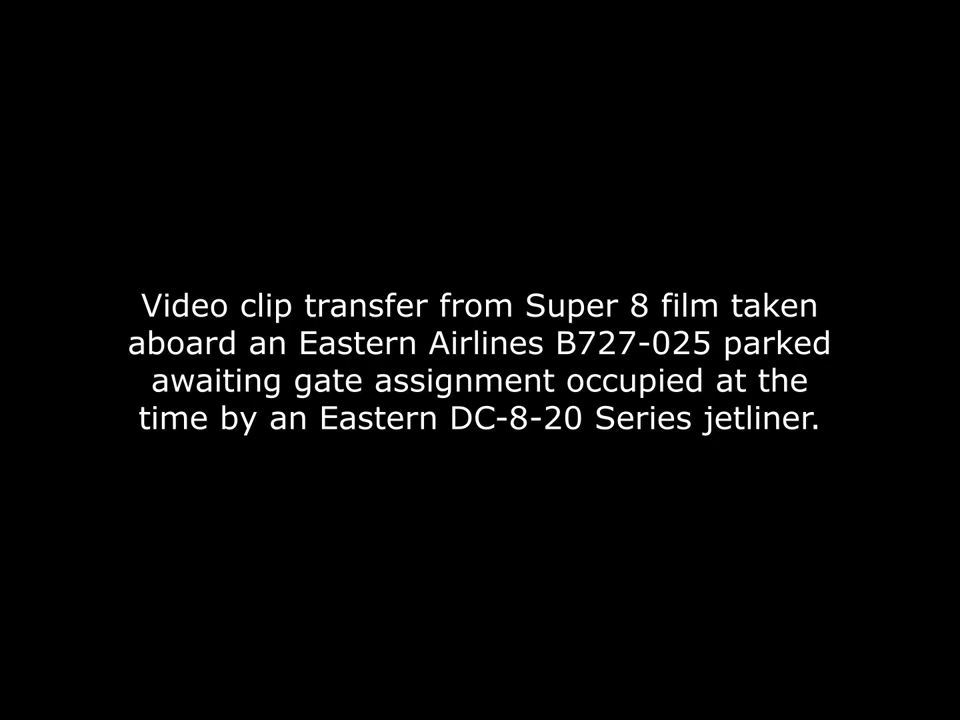 Video clip transfer from Super 8 film taken
aboard an Eastern Airlines B727-025 parked
awaiting gate assignment occupied at the
time by an Eastern DC-8-20 Series jetliner.